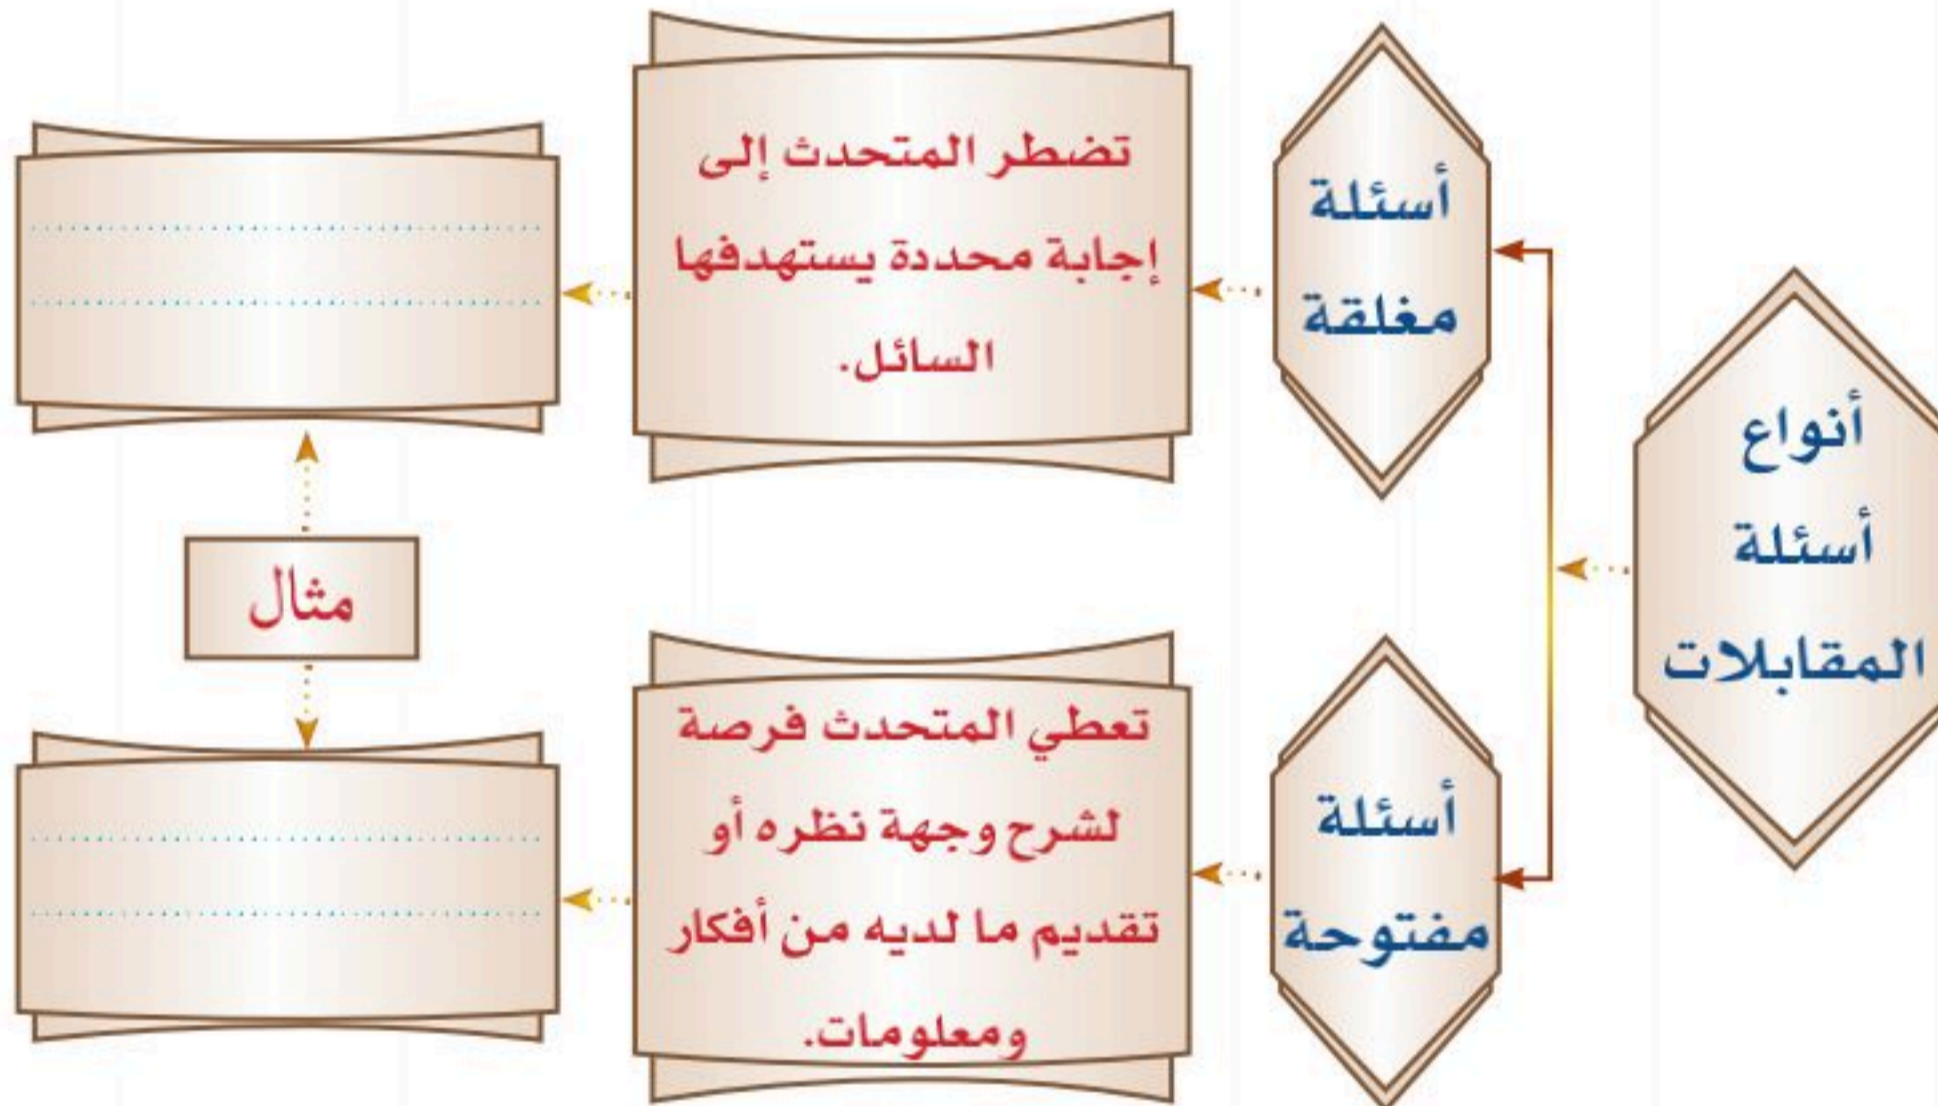 أنواع
أسئلة
المقابلات
أسئلة
مغلقة
تضطر المتحدث إلى
إجابة محددة يستهدفها
السائل.
مثال
أسئلة
مفتوحة
تعطي المتحدث فرصة
لشرح وجهة نظره أو
تقديم ما لديه من أفكار
ومعلومات.